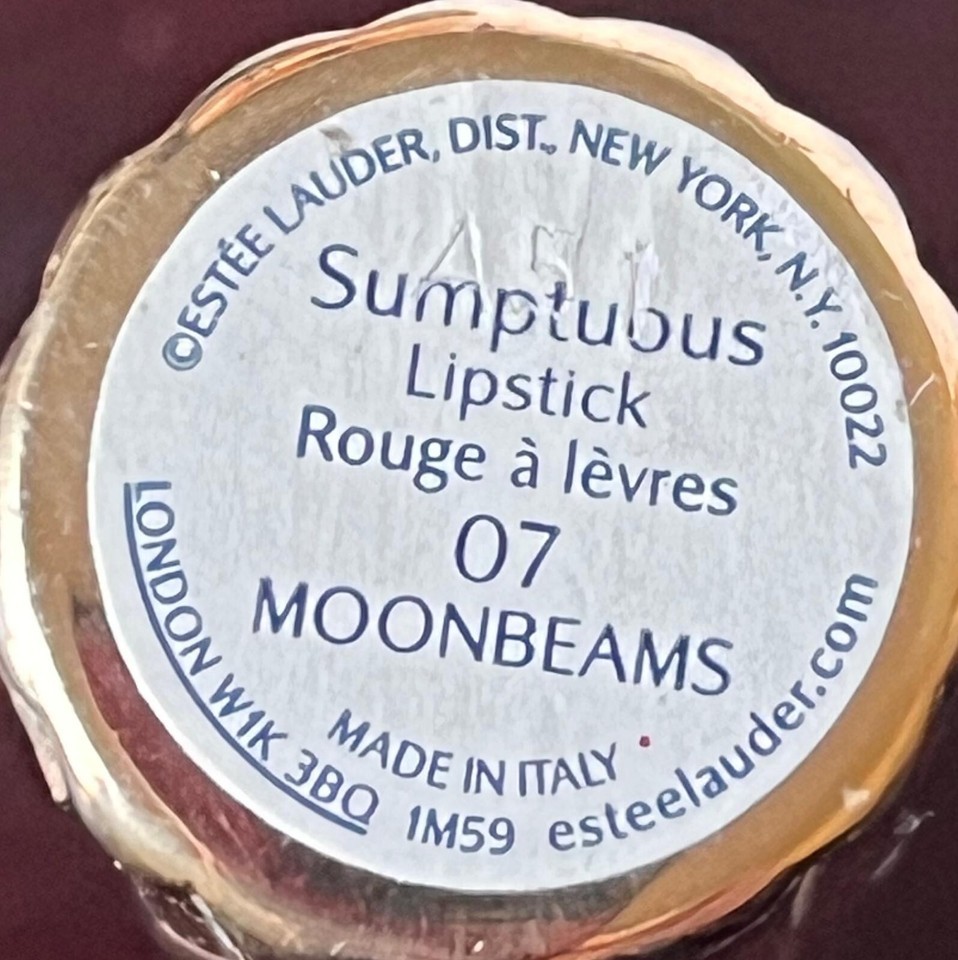 ©ESTÉE LAUDER, DIST., NEW YORK, N.Y. 10022
Sumptuous
Lipstick
Rouge à lèvres
07
MOONBEAMS
MADE IN ITALY
LONDON W1K 3BQ 1M59 esteelauder.com